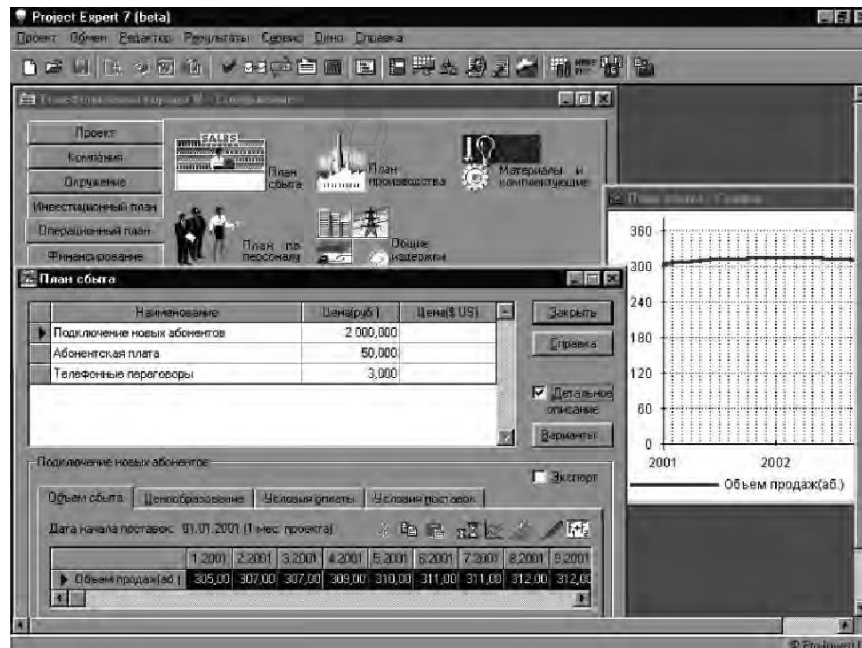 Project Expert 7 (beta)
Проект Обмен Редактор Результаты Сервис Окно Справка
Проект
Компания
Окружение
Инвестиционный план
Операционный план
Финансирование
SALES
План сбыта
План производства
Материалы и комплектующие
План по персоналу
Общие издержки
План сбыта
Наименование Цена(руб.) Цена($ US)
Подключение новых абонентов 2 000,000
Абонентская плата 50,000
Телефонные переговоры 3,000
Закрыть
Справка
Детальное описание
Варианты
Подключение новых абонентов
Экспорт
Объем сбыта Ценообразование Условия оплаты Условия поставок
Дата начала поставок: 01.01.2001 (1 мес. проекта)
1.2001 2.2001 3.2001 4.2001 5.2001 6.2001 7.2001 8.2001 9.2001
Объем продаж(аб.) 305,00 307,00 307,00 309,00 310,00 311,00 311,00 312,00 312,00
360
300
240
180
120
60
0
2001 2002
Объем продаж(аб.)